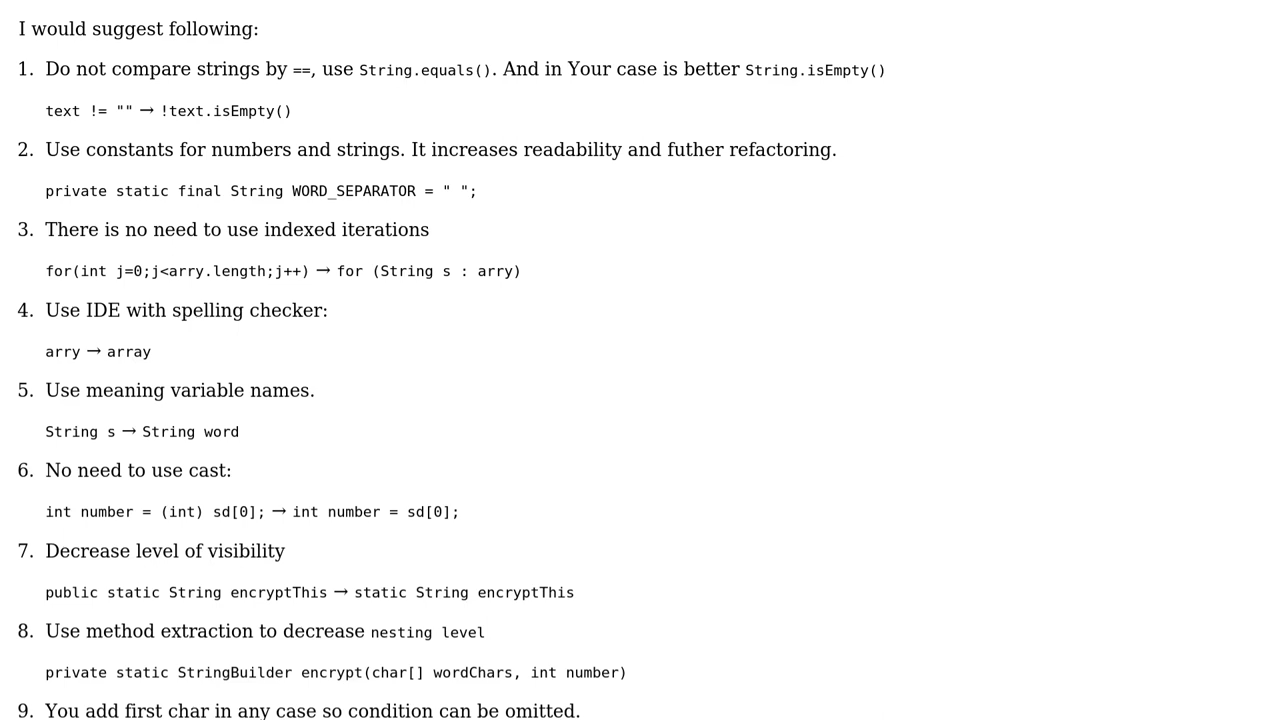 I would suggest following:
1. Do not compare strings by ==, use String.equals(). And in Your case is better String.isEmpty()
text != "" → !text.isEmpty()
2. Use constants for numbers and strings. It increases readability and futher refactoring.
private static final String WORD_SEPARATOR = " ";
3. There is no need to use indexed iterations
for(int j=0;j<arry.length;j++) → for (String s : arry)
4. Use IDE with spelling checker:
arry → array
5. Use meaning variable names.
String s → String word
6. No need to use cast:
int number = (int) sd[0]; → int number = sd[0];
7. Decrease level of visibility
public static String encryptThis → static String encryptThis
8. Use method extraction to decrease nesting level
private static StringBuilder encrypt(char[] wordChars, int number)
9. You add first char in any case so condition can be omitted.